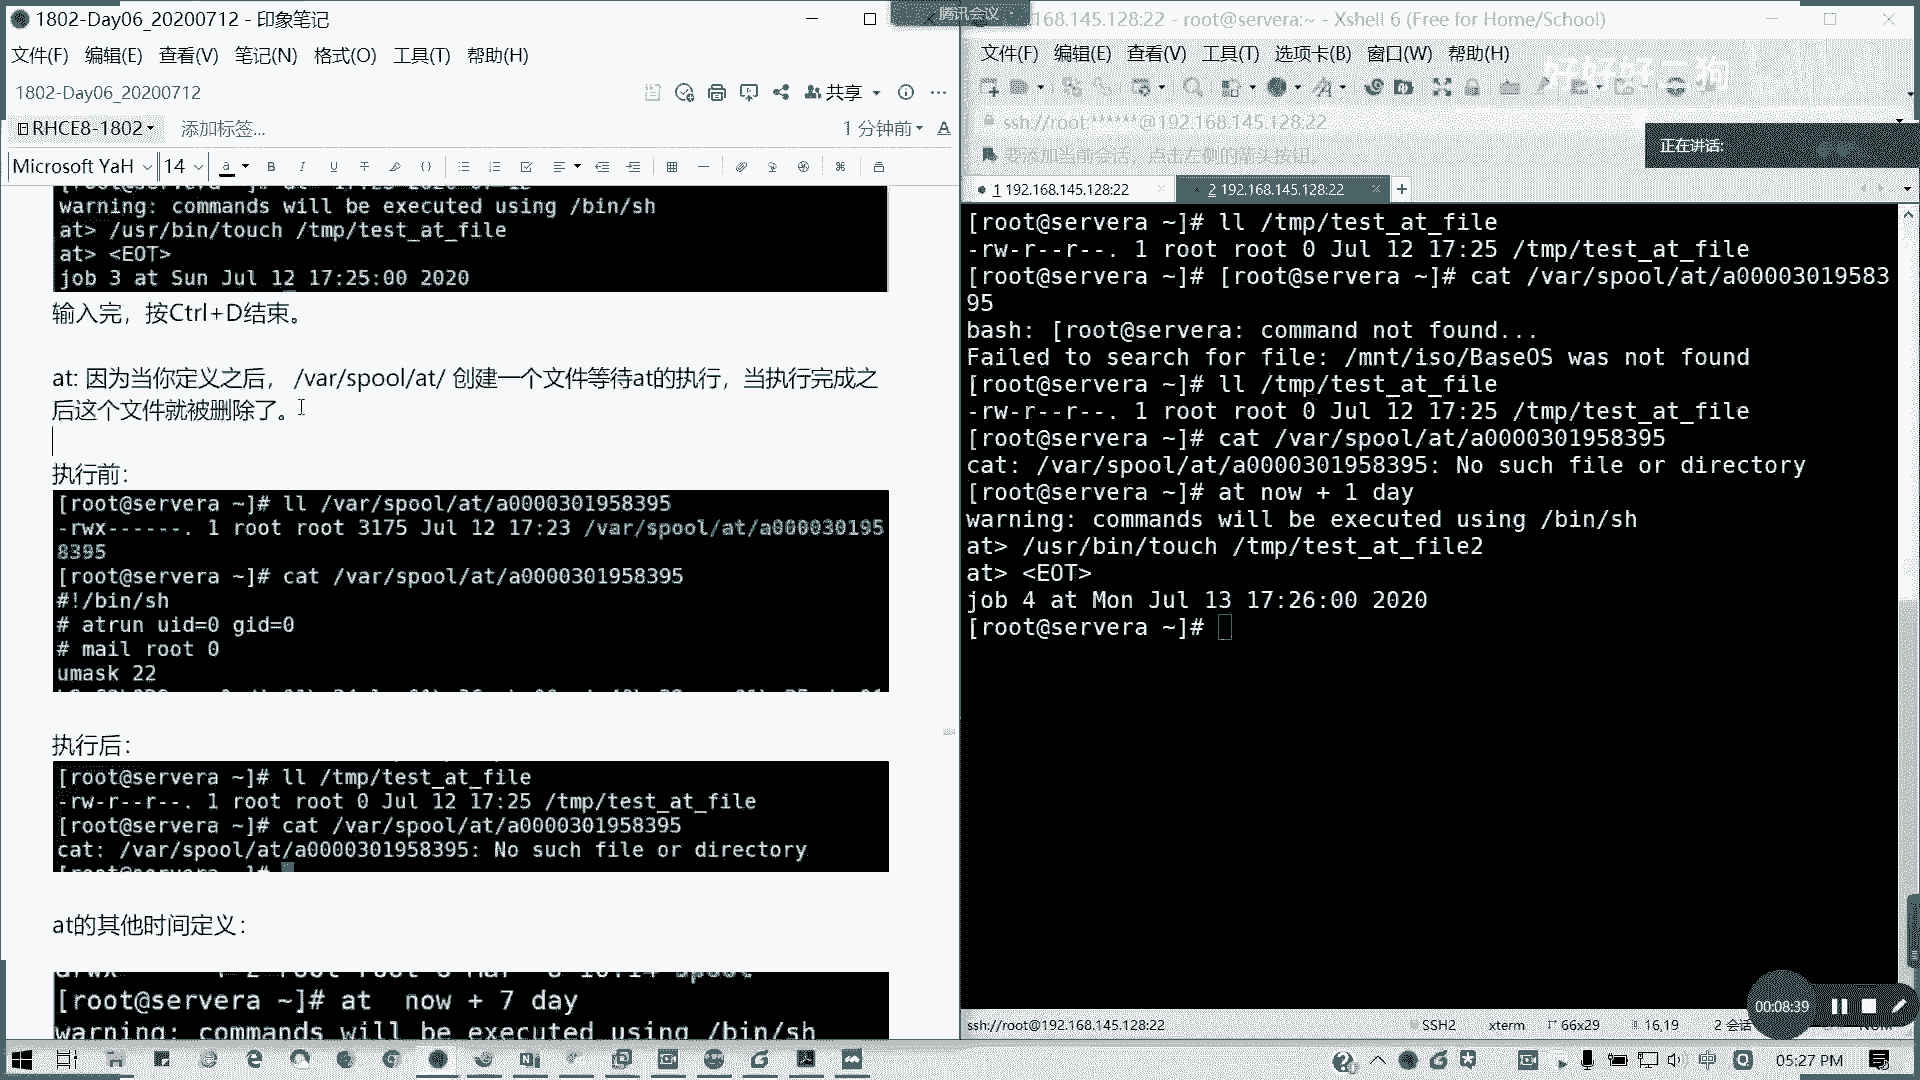 1802-Day06_20200712 - 印象笔记
文件(F) 编辑(E) 查看(V) 笔记(N) 格式(O) 工具(T) 帮助(H)
1802-Day06_20200712
共享
RHCE8-1802
添加标签...
1 分钟前
Microsoft YaH 14
warning: commands will be executed using /bin/sh
at> /usr/bin/touch /tmp/test_at_file
at> <EOT>
job 3 at Sun Jul 12 17:25:00 2020
输入完，按Ctrl+D结束。
at: 因为当你定义之后， /var/spool/at/ 创建一个文件等待at的执行，当执行完成之
后这个文件就被删除了。
执行前：
[root@servera ~]# ll /var/spool/at/a0000301958395
-rwx------. 1 root root 3175 Jul 12 17:23 /var/spool/at/a000030195
8395
[root@servera ~]# cat /var/spool/at/a0000301958395
#!/bin/sh
# atrun uid=0 gid=0
# mail root 0
umask 22
执行后：
[root@servera ~]# ll /tmp/test_at_file
-rw-r--r--. 1 root root 0 Jul 12 17:25 /tmp/test_at_file
[root@servera ~]# cat /var/spool/at/a0000301958395
cat: /var/spool/at/a0000301958395: No such file or directory
at的其他时间定义：
[root@servera ~]# at  now + 7 day
warning: commands will be executed using /bin/sh
腾讯会议
168.145.128:22 - root@servera:~ - Xshell 6 (Free for Home/School)
文件(F) 编辑(E) 查看(V) 工具(T) 选项卡(B) 窗口(W) 帮助(H)
好好好二狗
ssh://root:******@192.168.145.128:22
要添加当前会话，点击左侧的箭头按钮。
正在讲话:
1 192.168.145.128:22
2 192.168.145.128:22
[root@servera ~]# ll /tmp/test_at_file
-rw-r--r--. 1 root root 0 Jul 12 17:25 /tmp/test_at_file
[root@servera ~]# [root@servera ~]# cat /var/spool/at/a00003019583
95
bash: [root@servera: command not found...
Failed to search for file: /mnt/iso/BaseOS was not found
[root@servera ~]# ll /tmp/test_at_file
-rw-r--r--. 1 root root 0 Jul 12 17:25 /tmp/test_at_file
[root@servera ~]# cat /var/spool/at/a0000301958395
cat: /var/spool/at/a0000301958395: No such file or directory
[root@servera ~]# at now + 1 day
warning: commands will be executed using /bin/sh
at> /usr/bin/touch /tmp/test_at_file2
at> <EOT>
job 4 at Mon Jul 13 17:26:00 2020
[root@servera ~]#
00:08:39
ssh://root@192.168.145.128:22 SSH2 xterm 66x29 16,19 2 会话
05:27 PM